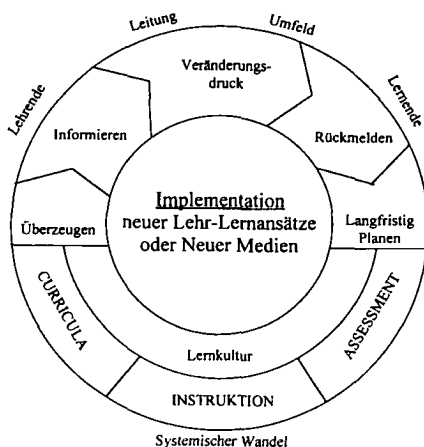 Leitung
Umfeld
Lehrende
Lernende
Veränderungs-
druck
Informieren
Rückmelden
Überzeugen
Langfristig
Planen
Implementation
neuer Lehr-Lernansätze
oder Neuer Medien
CURRICULA
Lernkultur
ASSESSMENT
INSTRUKTION
Systemischer Wandel